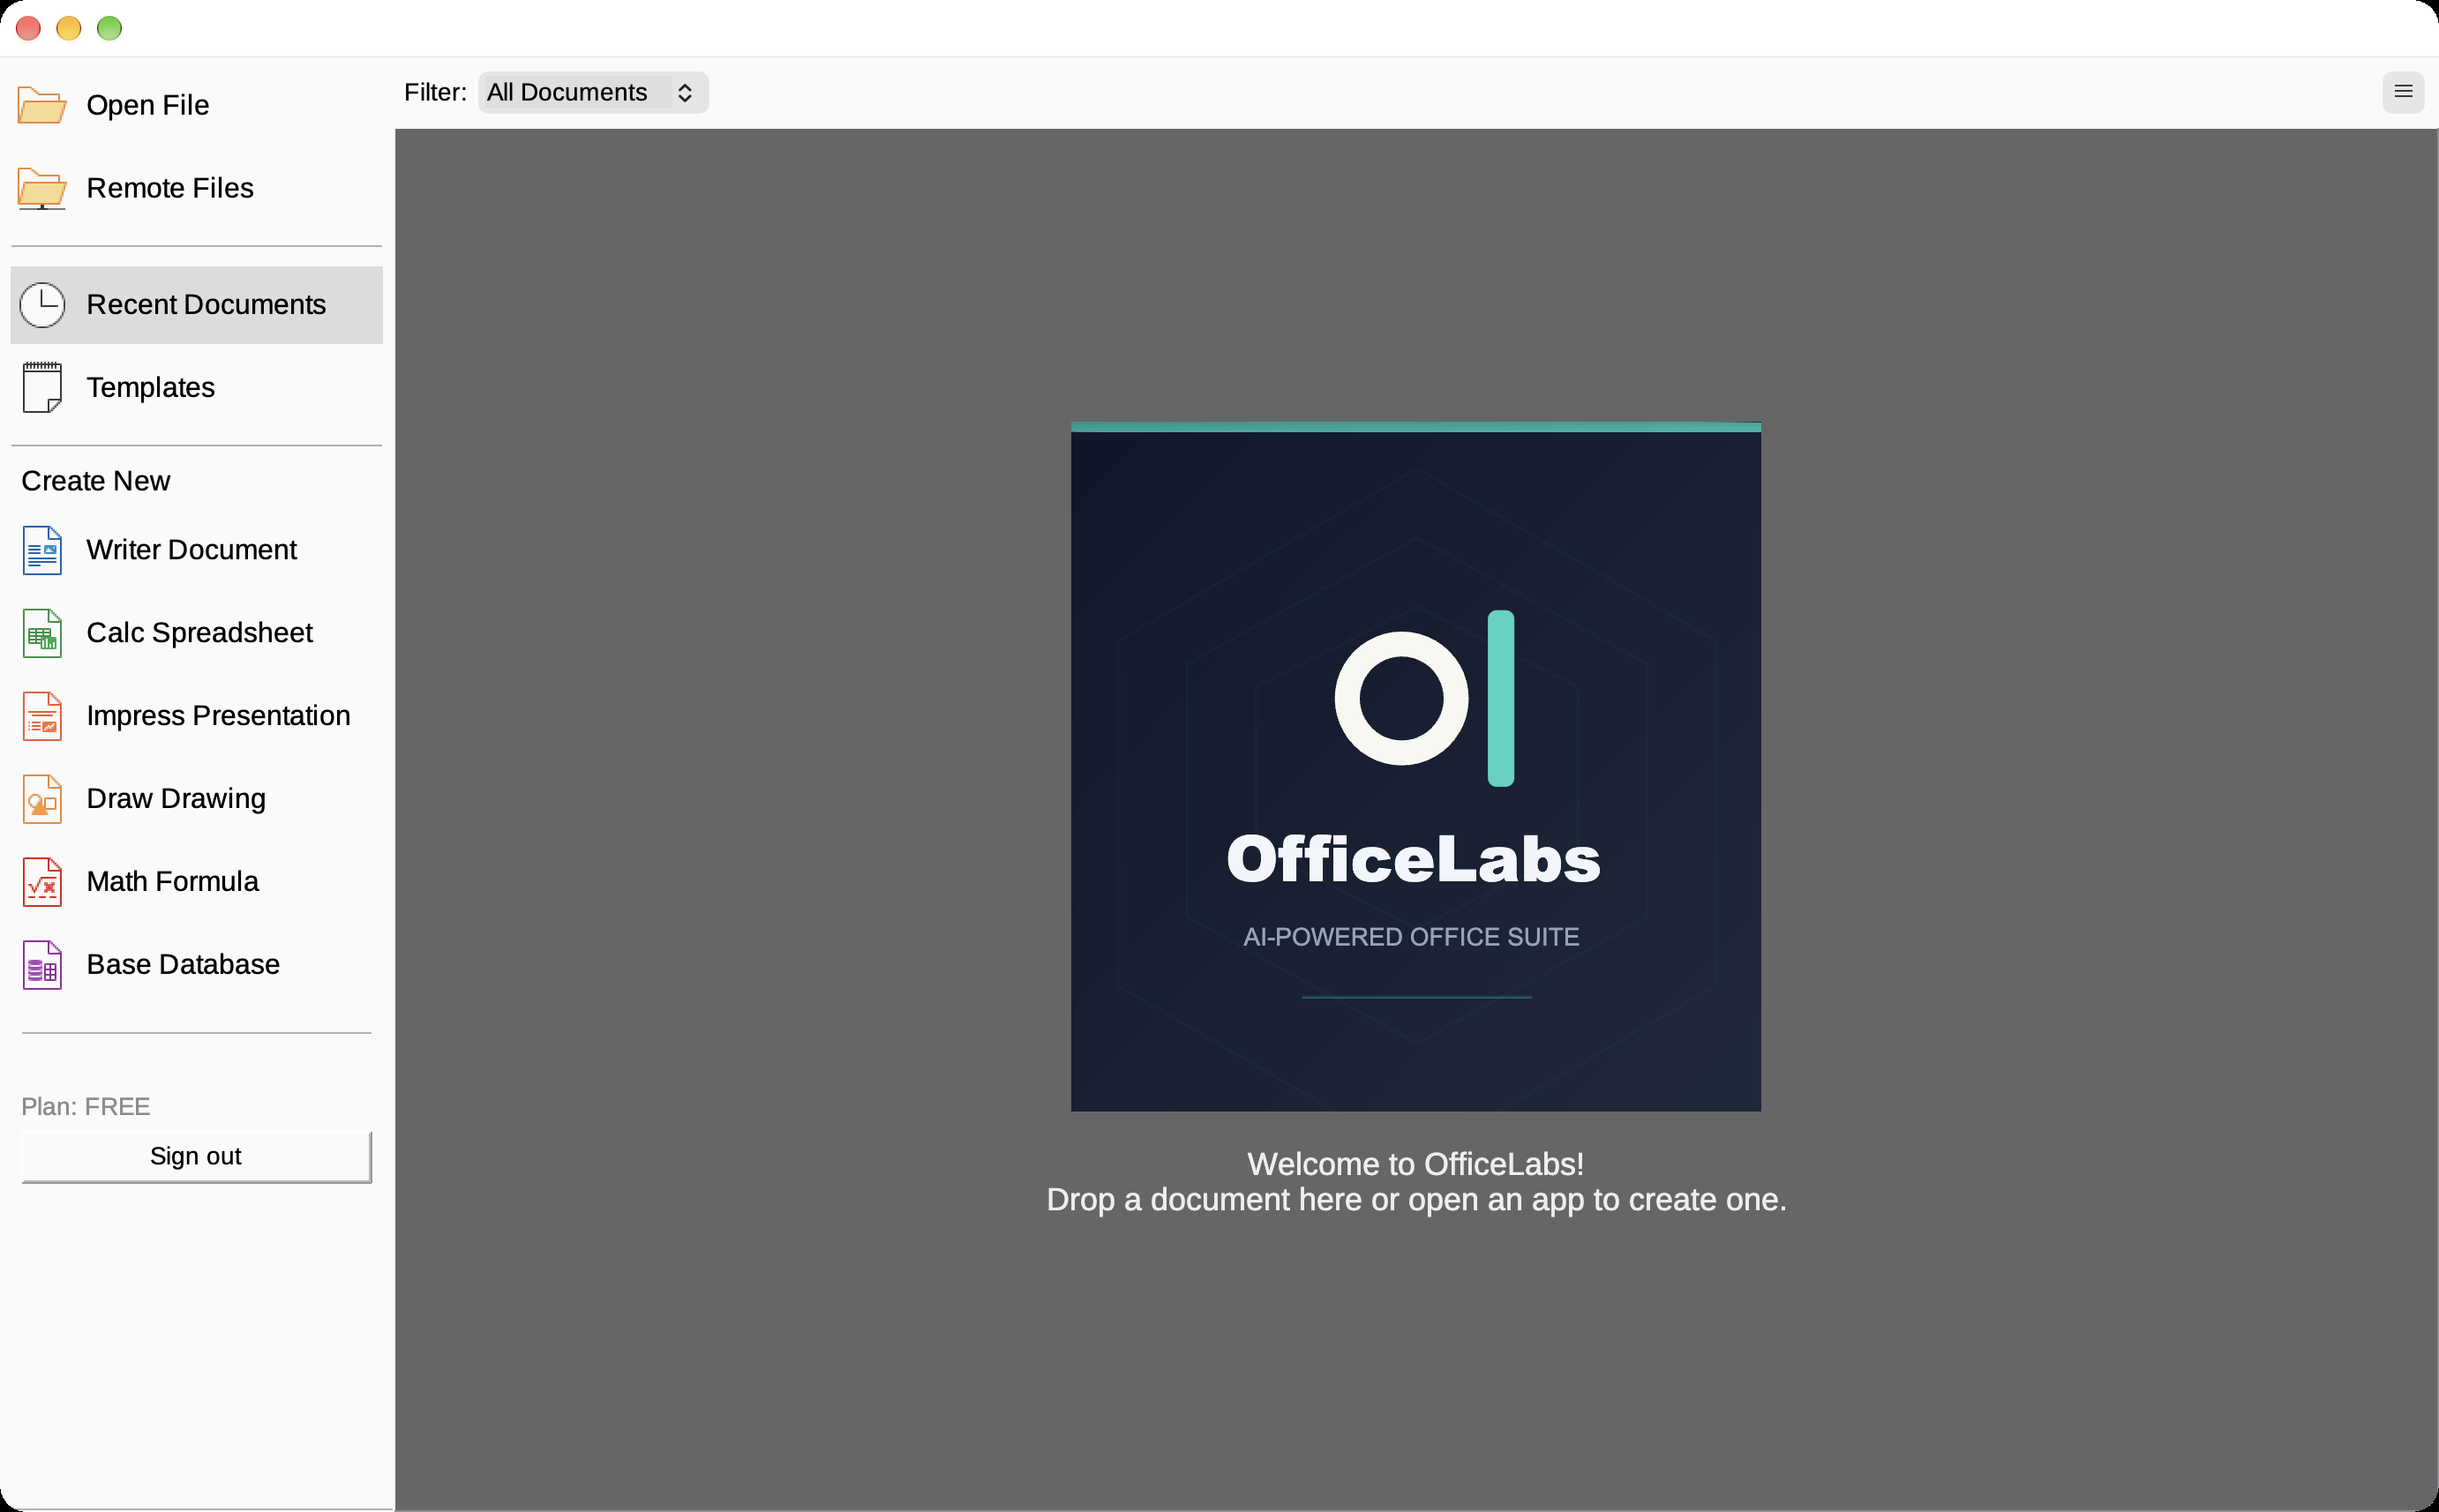 Open File
Remote Files
Recent Documents
Templates
Create New
Writer Document
Calc Spreadsheet
Impress Presentation
Draw Drawing
Math Formula
Base Database
Plan: FREE
Sign out
Filter: All Documents
OfficeLabs
AI-POWERED OFFICE SUITE
Welcome to OfficeLabs!
Drop a document here or open an app to create one.